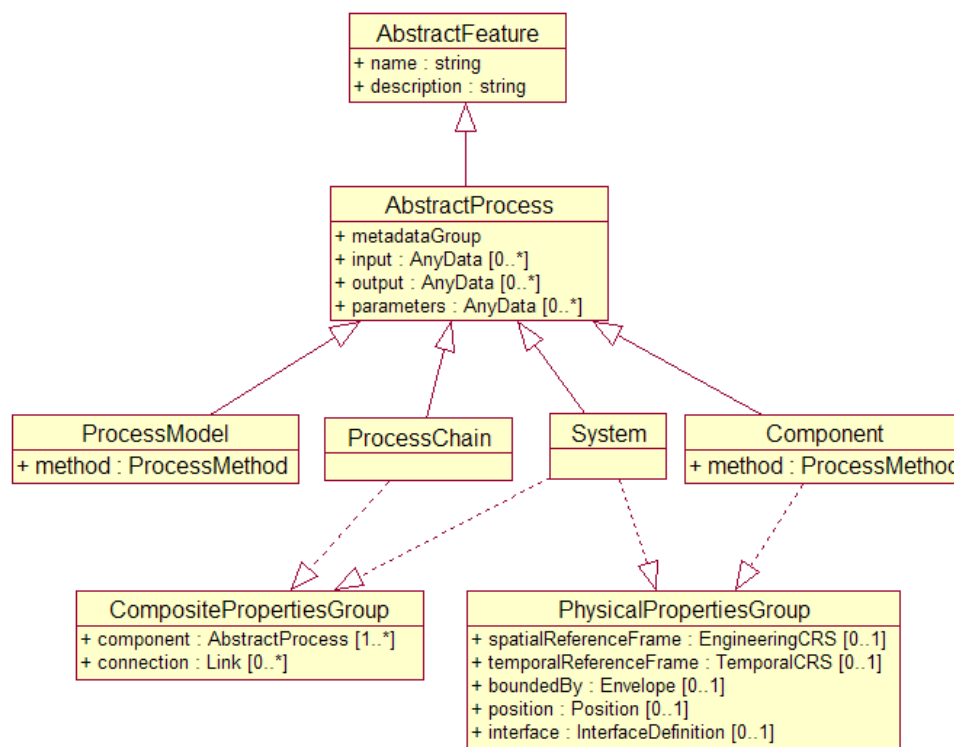 AbstractFeature
+ name : string
+ description : string
AbstractProcess
+ metadataGroup
+ input : AnyData [0..*]
+ output : AnyData [0..*]
+ parameters : AnyData [0..*]
ProcessModel
+ method : ProcessMethod
ProcessChain
System
Component
+ method : ProcessMethod
CompositePropertiesGroup
+ component : AbstractProcess [1..*]
+ connection : Link [0..*]
PhysicalPropertiesGroup
+ spatialReferenceFrame : EngineeringCRS [0..1]
+ temporalReferenceFrame : TemporalCRS [0..1]
+ boundedBy : Envelope [0..1]
+ position : Position [0..1]
+ interface : InterfaceDefinition [0..1]